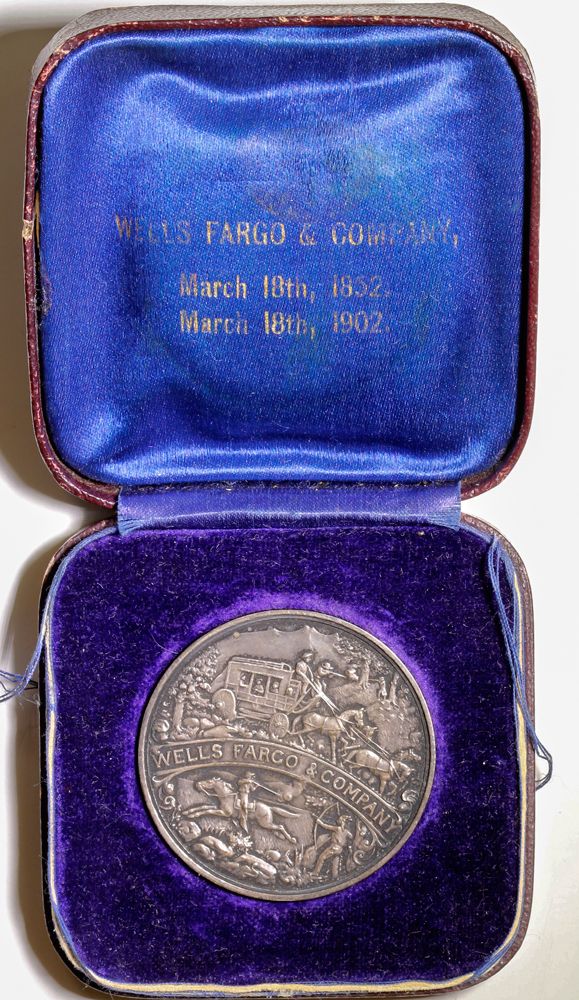 WELLS FARGO & COMPANY,
March 18th, 1852.
March 18th, 1902.
WELLS FARGO & COMPANY